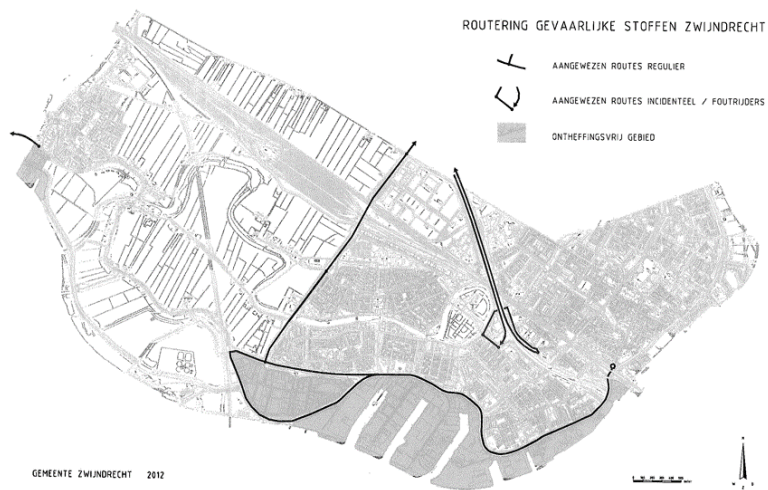 ROUTERING GEVAARLIJKE STOFFEN ZWIJNDRECHT
AANGEWEZEN ROUTES REGULIER
AANGEWEZEN ROUTES INCIDENTEEL / FOUTRIJDERS
ONTHEFFINGSVRIJ GEBIED
GEMEENTE ZWIJNDRECHT 2012
N
W Z O